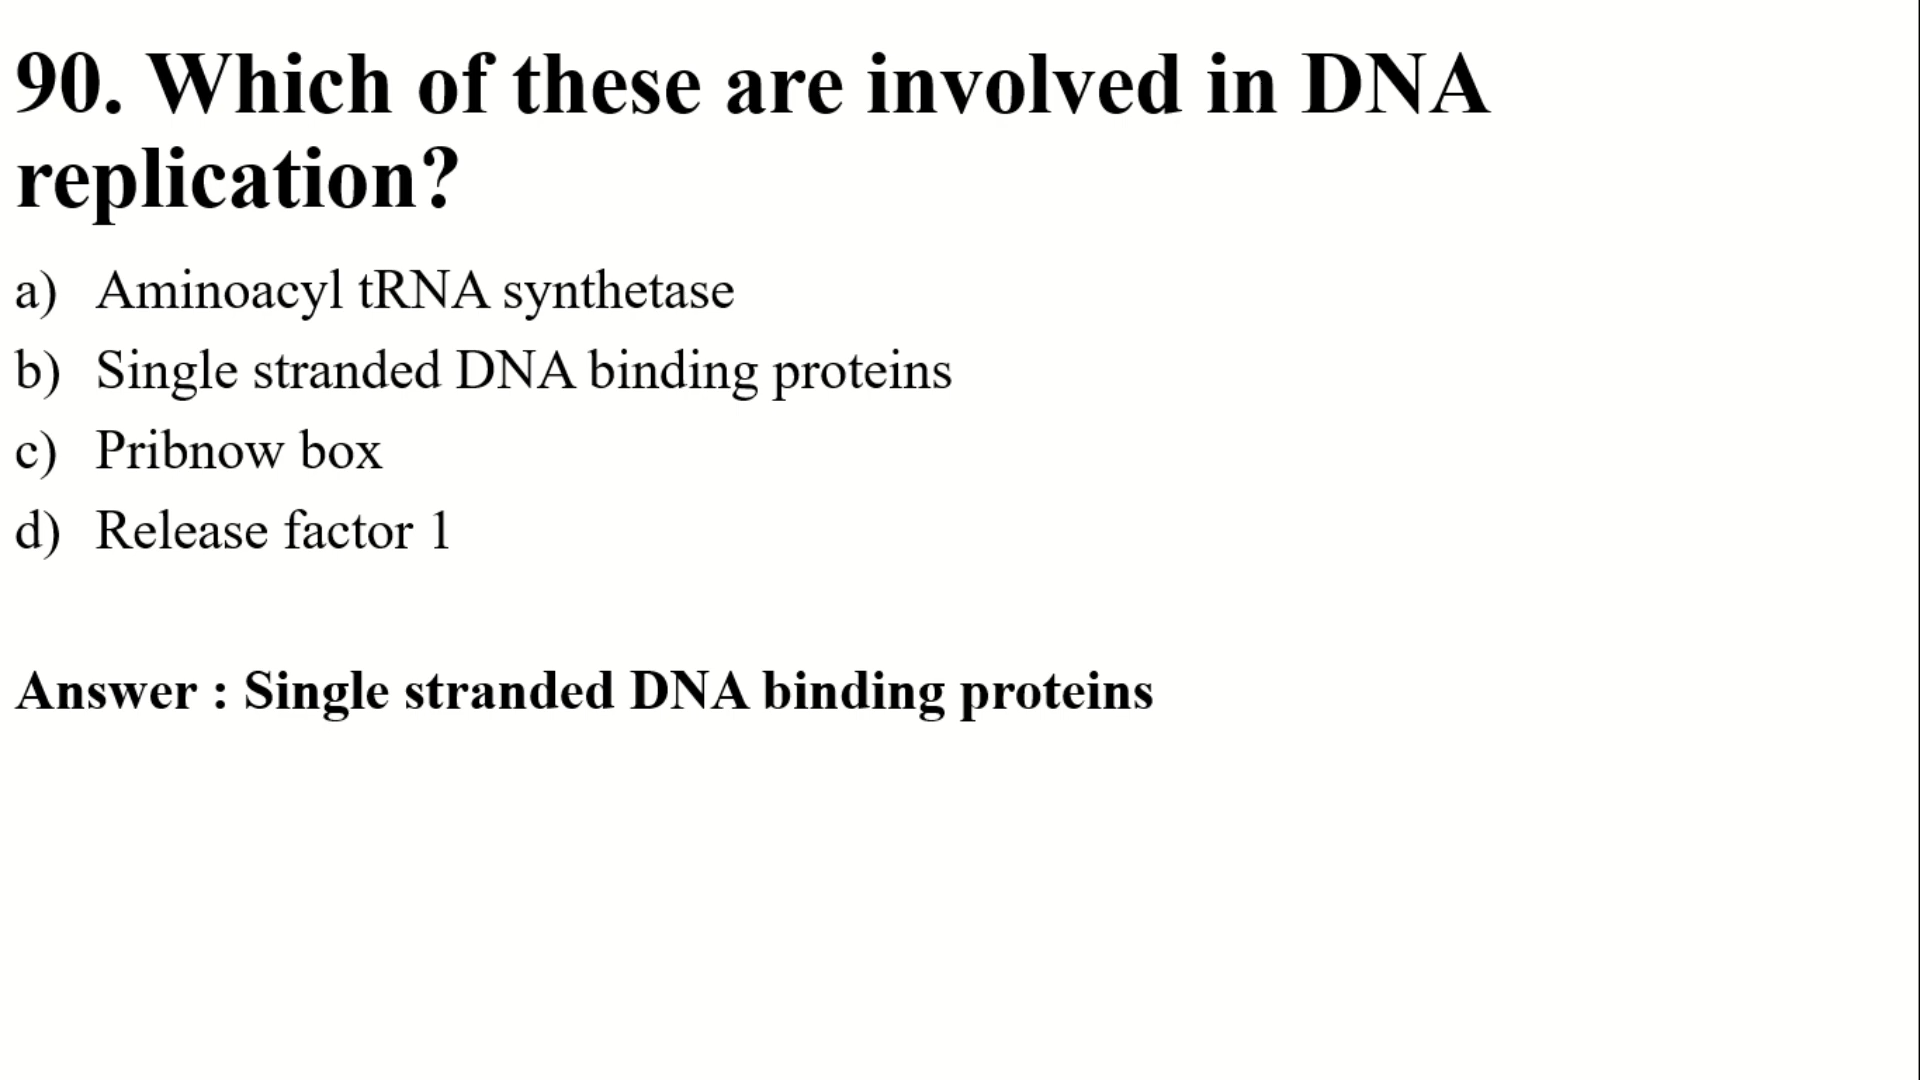 90. Which of these are involved in DNA
replication?
a) Aminoacyl tRNA synthetase
b) Single stranded DNA binding proteins
c) Pribnow box
d) Release factor 1
Answer : Single stranded DNA binding proteins